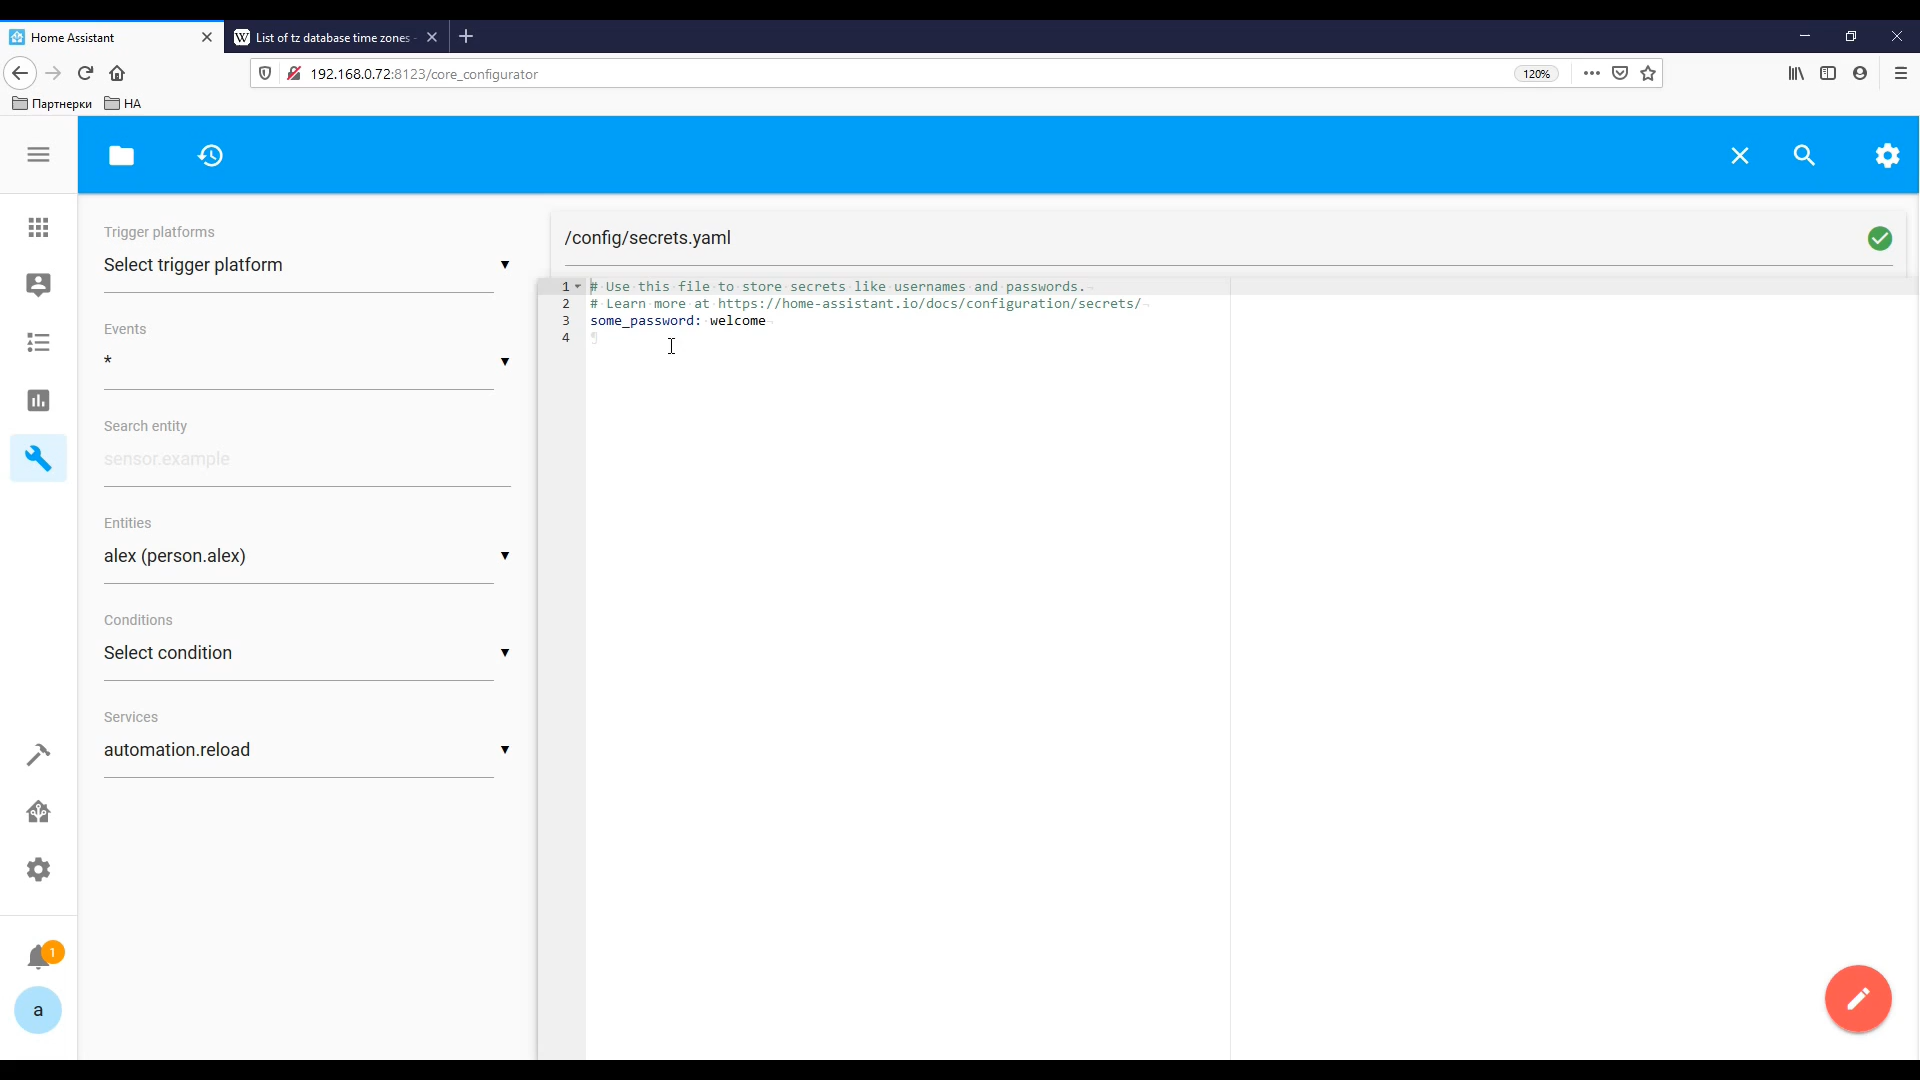 Home Assistant
W List of tz database time zones -
192.168.0.72:8123/core_configurator
120%
Партнерки
HA
/config/secrets.yaml
Trigger platforms
Select trigger platform
Events
*
Search entity
sensor.example
Entities
alex (person.alex)
Conditions
Select condition
Services
automation.reload
1 # Use this file to store secrets like usernames and passwords.
2 # Learn more at https://home-assistant.io/docs/configuration/secrets/
3 some_password: welcome
4
1
a